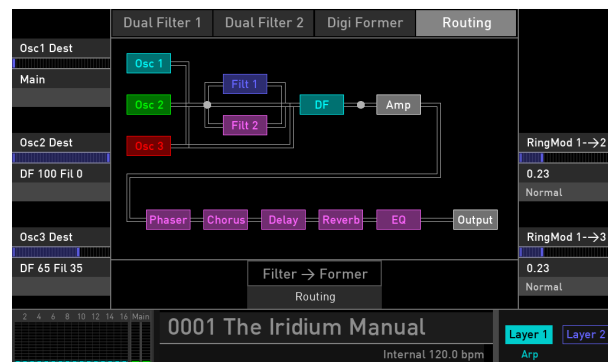 Dual Filter 1 Dual Filter 2 Digi Former Routing
Osc1 Dest
Main
Osc2 Dest
DF 100 Fil 0
Osc3 Dest
DF 65 Fil 35
Osc 1
Osc 2
Osc 3
Filt 1
Filt 2
DF
Amp
Phaser Chorus Delay Reverb EQ Output
RingMod 1-→2
0.23
Normal
RingMod 1-→3
0.23
Normal
Filter → Former
Routing
2 4 6 8 10 12 14 16 Main
0001 The Iridium Manual
Internal 120.0 bpm
Layer 1 Layer 2
Arp